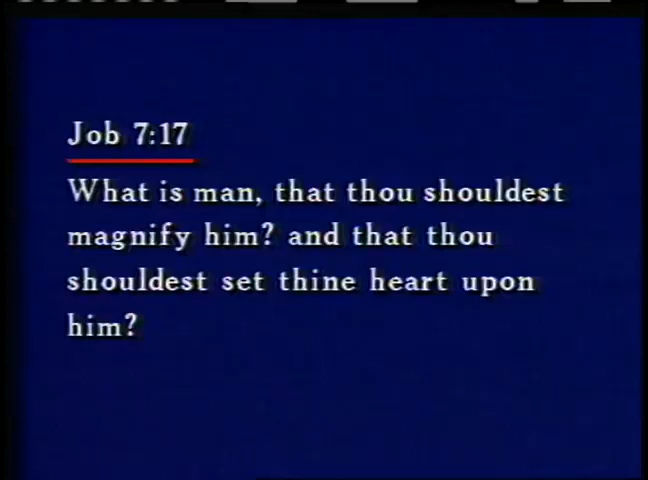 Job 7:17
What is man, that thou shouldest
magnify him? and that thou
shouldest set thine heart upon
him?